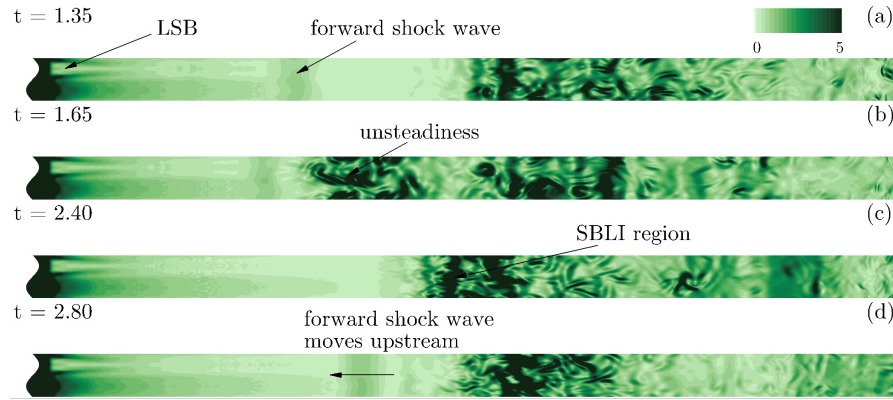 t = 1.35
(a)
LSB
forward shock wave
0 5
t = 1.65
(b)
unsteadiness
t = 2.40
(c)
SBLI region
t = 2.80
(d)
forward shock wave
moves upstream